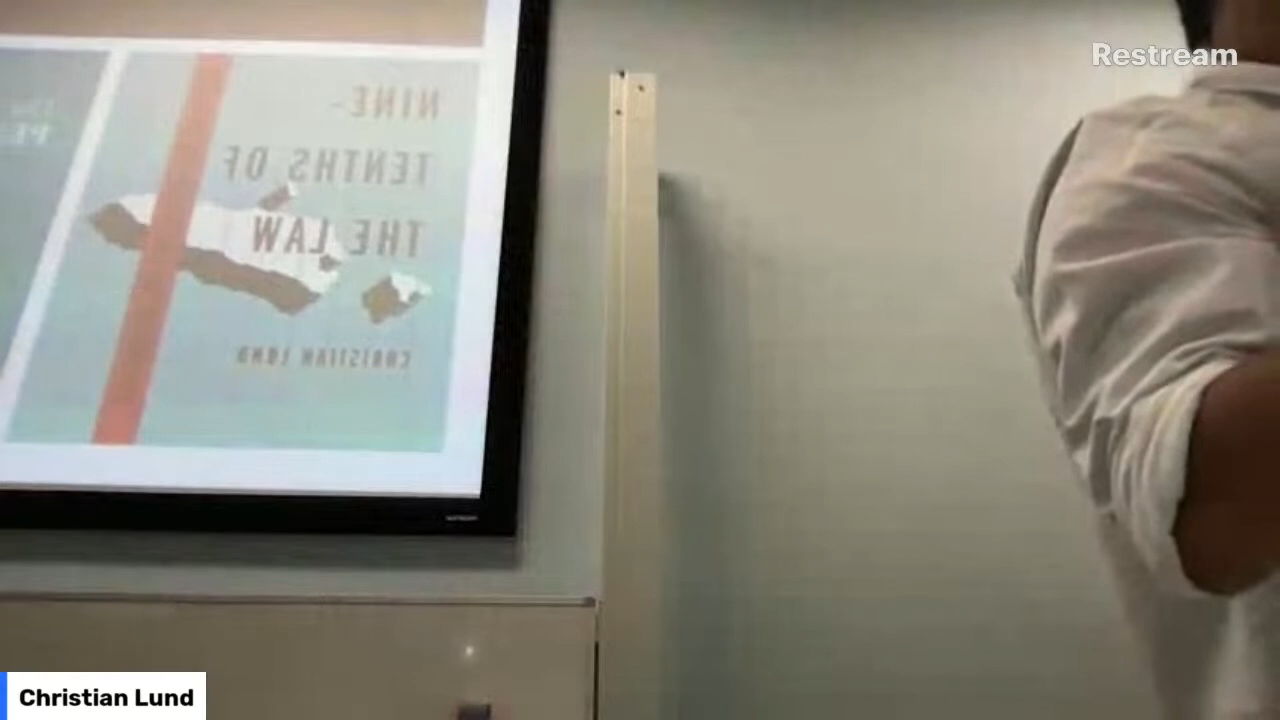 Restream
NINE-
TENTHS OF
THE LAW
CHRISTIAN LUND
Christian Lund